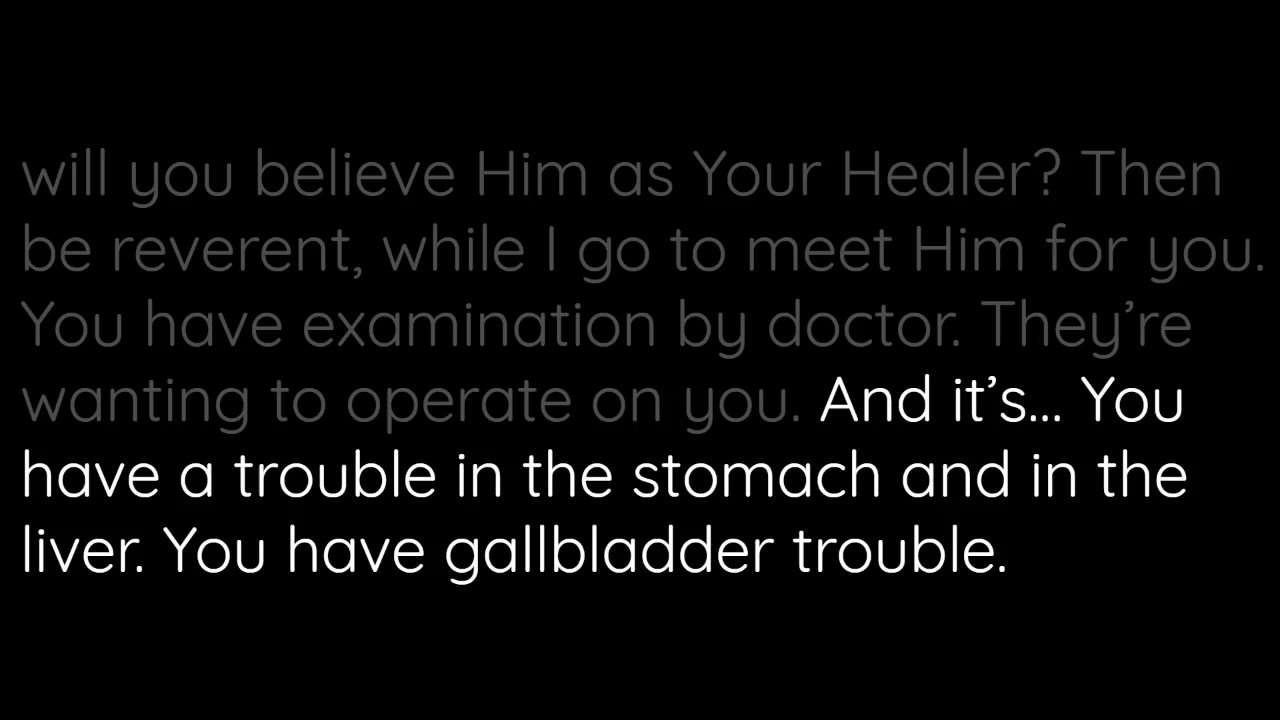 will you believe Him as Your Healer? Then
be reverent, while I go to meet Him for you.
You have examination by doctor. They’re
wanting to operate on you. And it’s... You
have a trouble in the stomach and in the
liver. You have gallbladder trouble.